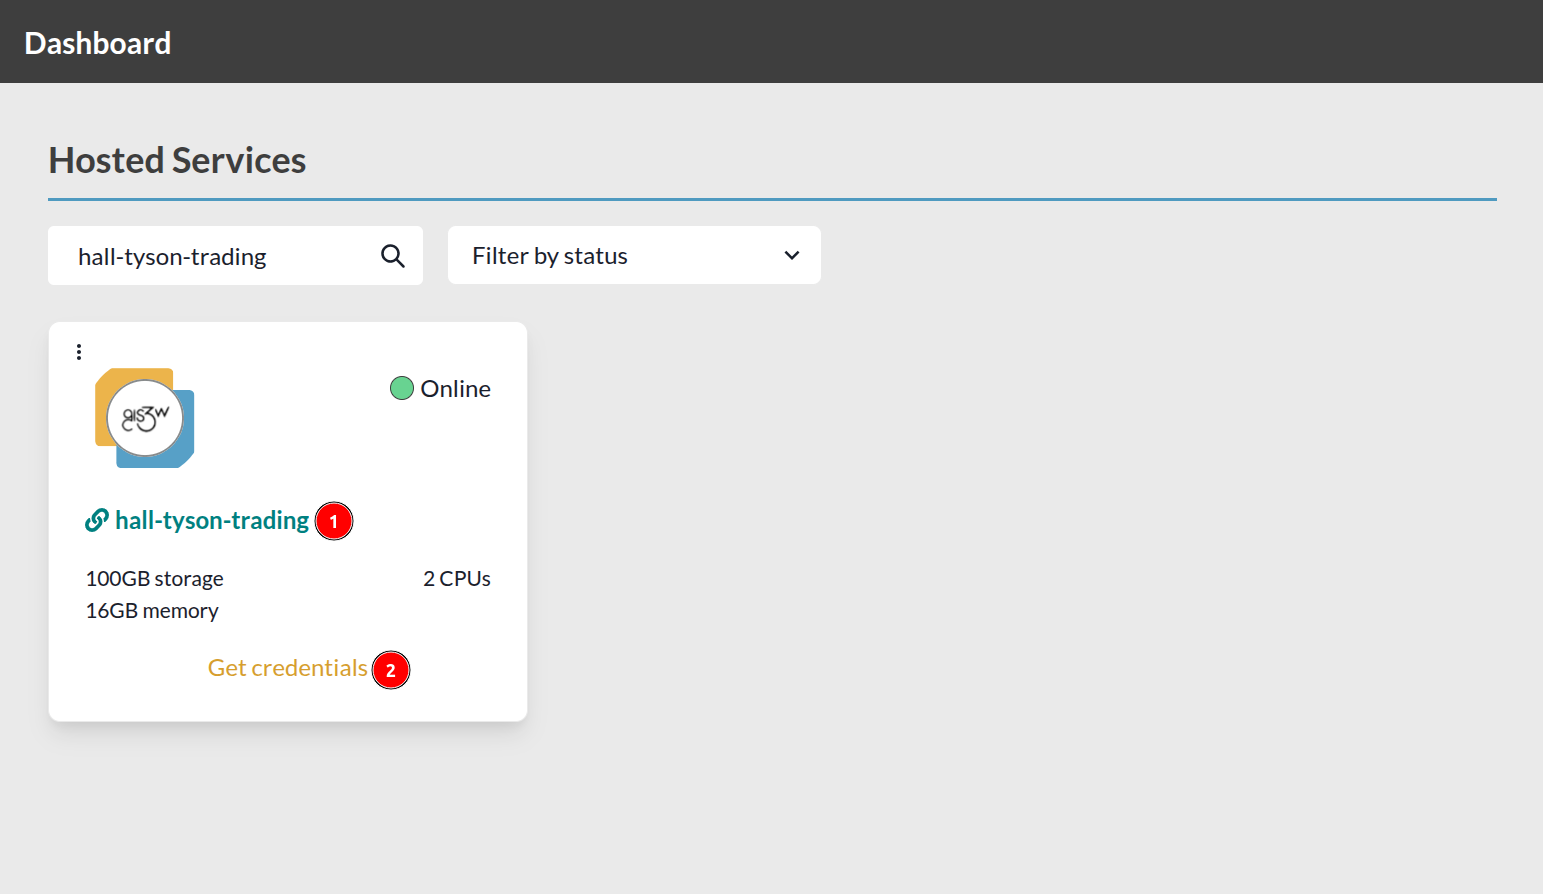 Dashboard
Hosted Services
hall-tyson-trading
Filter by status
Online
gis3w
hall-tyson-trading 1
100GB storage
2 CPUs
16GB memory
Get credentials 2